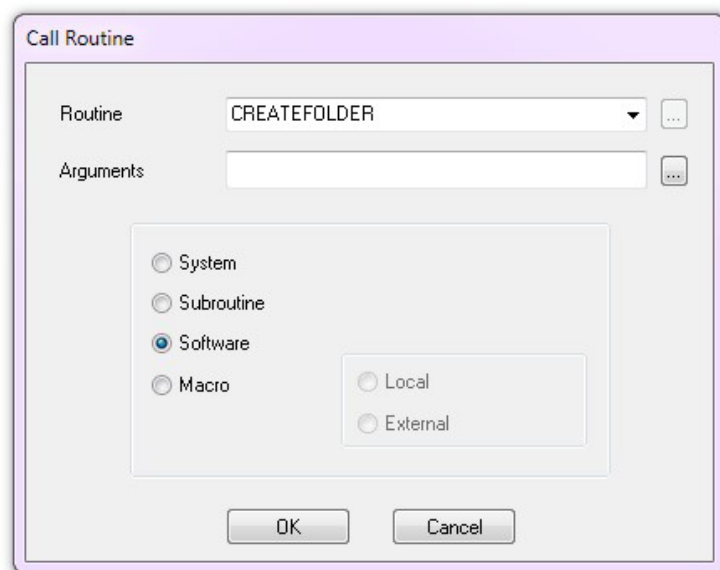 Call Routine
Routine CREATEFOLDER ...
Arguments ...
System
Subroutine
Software
Macro
Local
External
OK Cancel